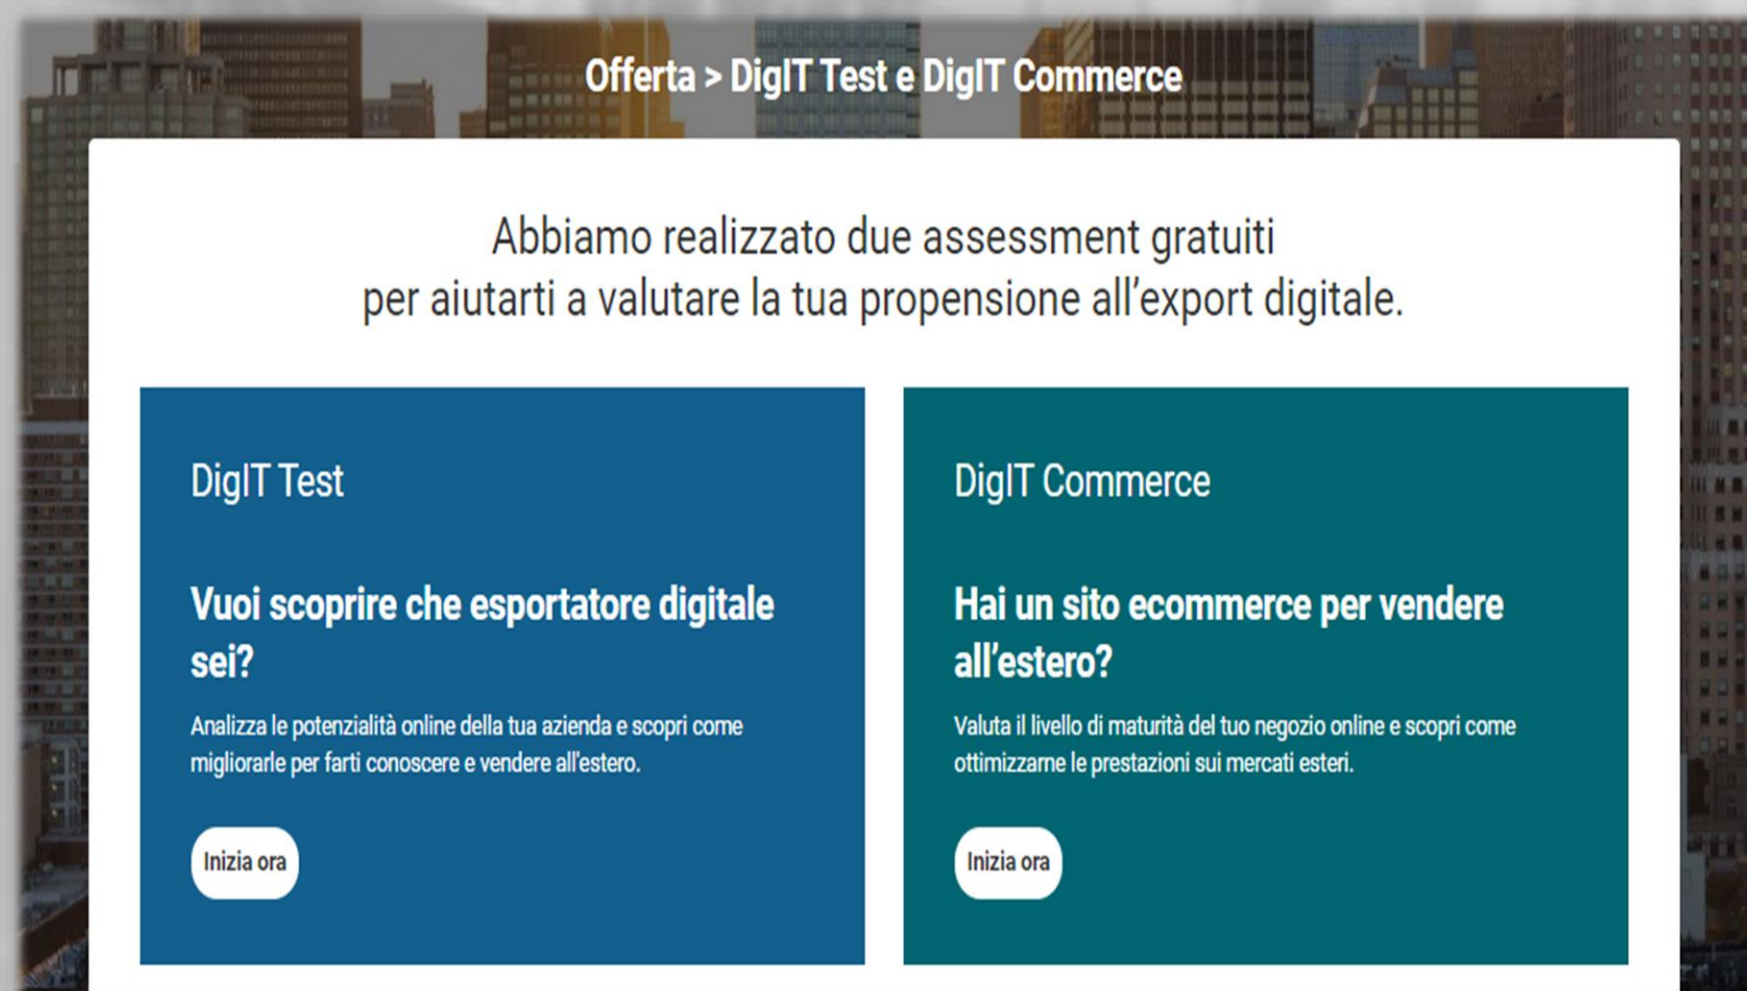 Offerta > DigIT Test e DigIT Commerce
Abbiamo realizzato due assessment gratuiti
per aiutarti a valutare la tua propensione all'export digitale.
DigIT Test
Vuoi scoprire che esportatore digitale
sei?
Analizza le potenzialità online della tua azienda e scopri come
migliorarle per farti conoscere e vendere all'estero.
Inizia ora
DigIT Commerce
Hai un sito ecommerce per vendere
all'estero?
Valuta il livello di maturità del tuo negozio online e scopri come
ottimizzarne le prestazioni sui mercati esteri.
Inizia ora